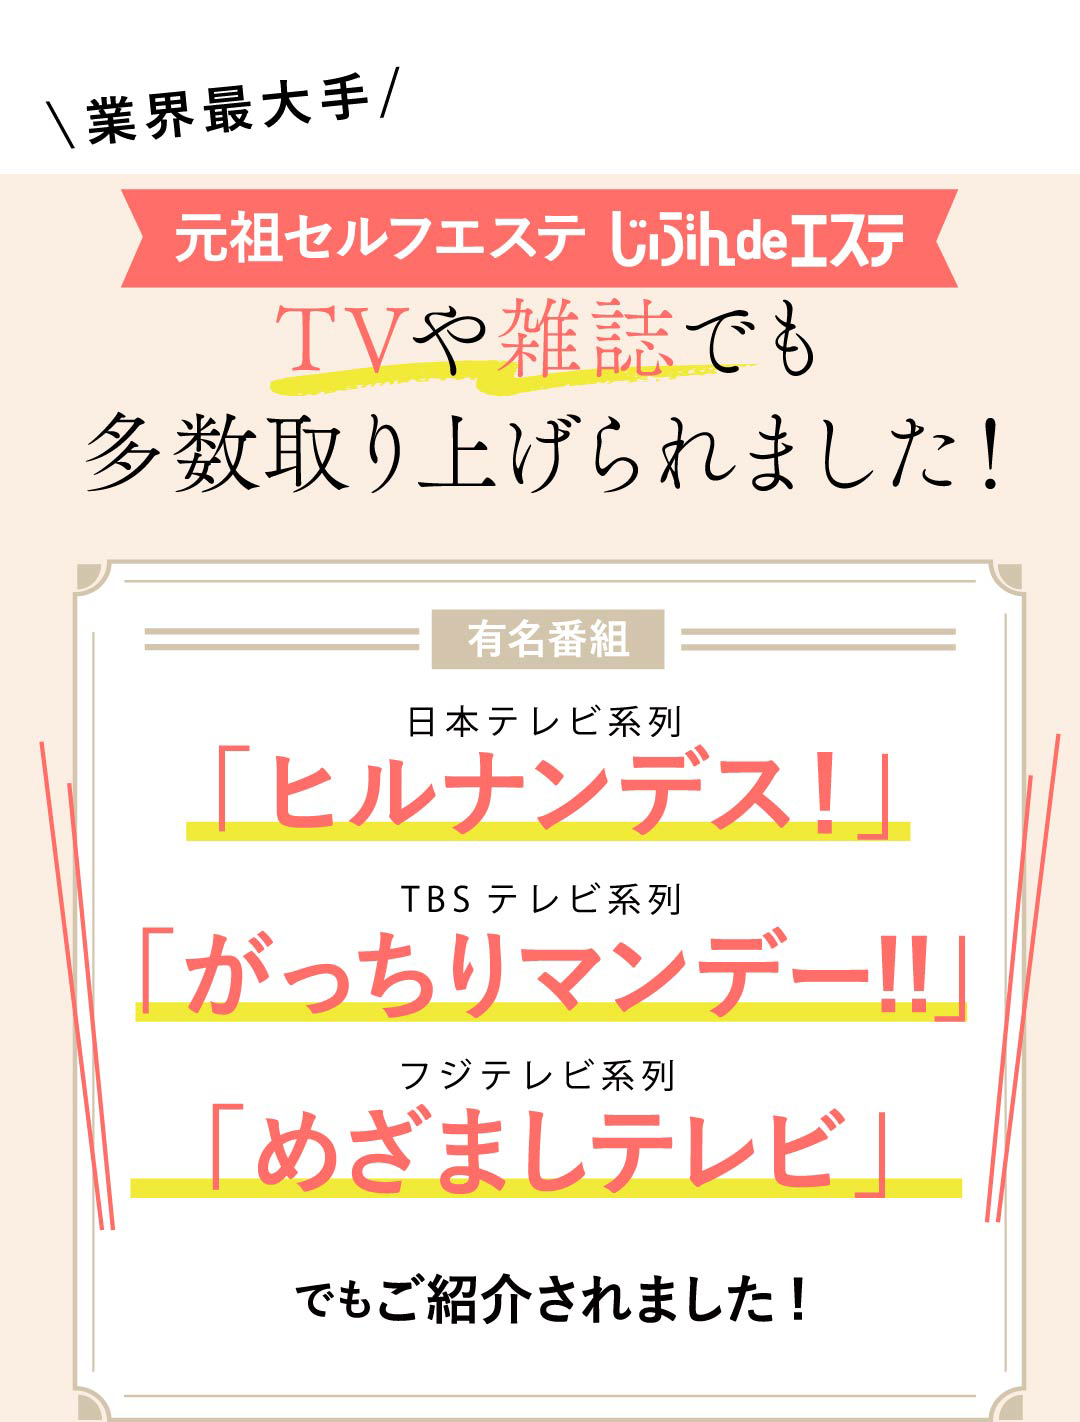 業界最大手
元祖セルフエステ じぶんdeエステ
TVや雑誌でも
多数取り上げられました！
有名番組
日本テレビ系列
「ヒルナンデス！」
TBS テレビ系列
「がっちりマンデー!!」
フジテレビ系列
「めざましテレビ」
でもご紹介されました！